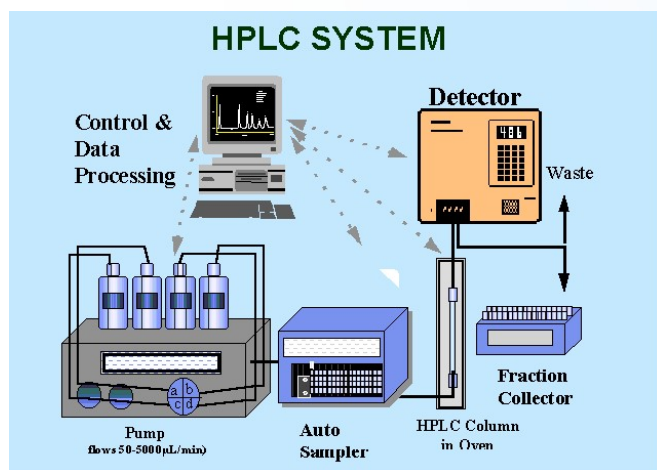 HPLC SYSTEM
Control &
Data
Processing
Detector
486
Waste
a b
c d
Pump
flows 50-5000µL/min)
Auto
Sampler
HPLC Column
in Oven
Fraction
Collector